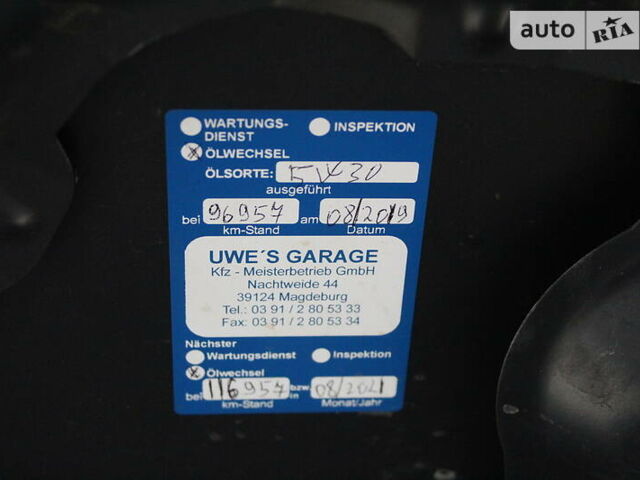 auto RIA
WARTUNGS- INSPEKTION
DIENST
ÖLWECHSEL
ÖLSORTE: 5W30
ausgeführt
bei 96957 am 08/2019
km-Stand Datum
UWE´S GARAGE
Kfz - Meisterbetrieb GmbH
Nachtweide 44
39124 Magdeburg
Tel.: 03 91 / 2 80 53 33
Fax: 03 91 / 2 80 53 34
Nächster
Wartungsdienst Inspektion
Ölwechsel
bei 116957 bzw. in 08/2021
km-Stand Monat/Jahr